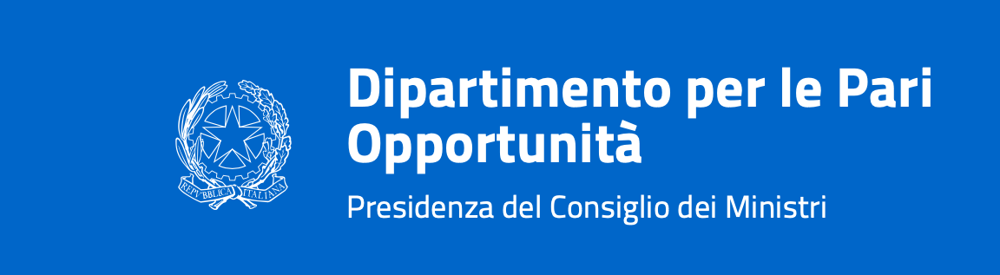 Dipartimento per le Pari
Opportunità
Presidenza del Consiglio dei Ministri
REPVBBLICA ITALIANA